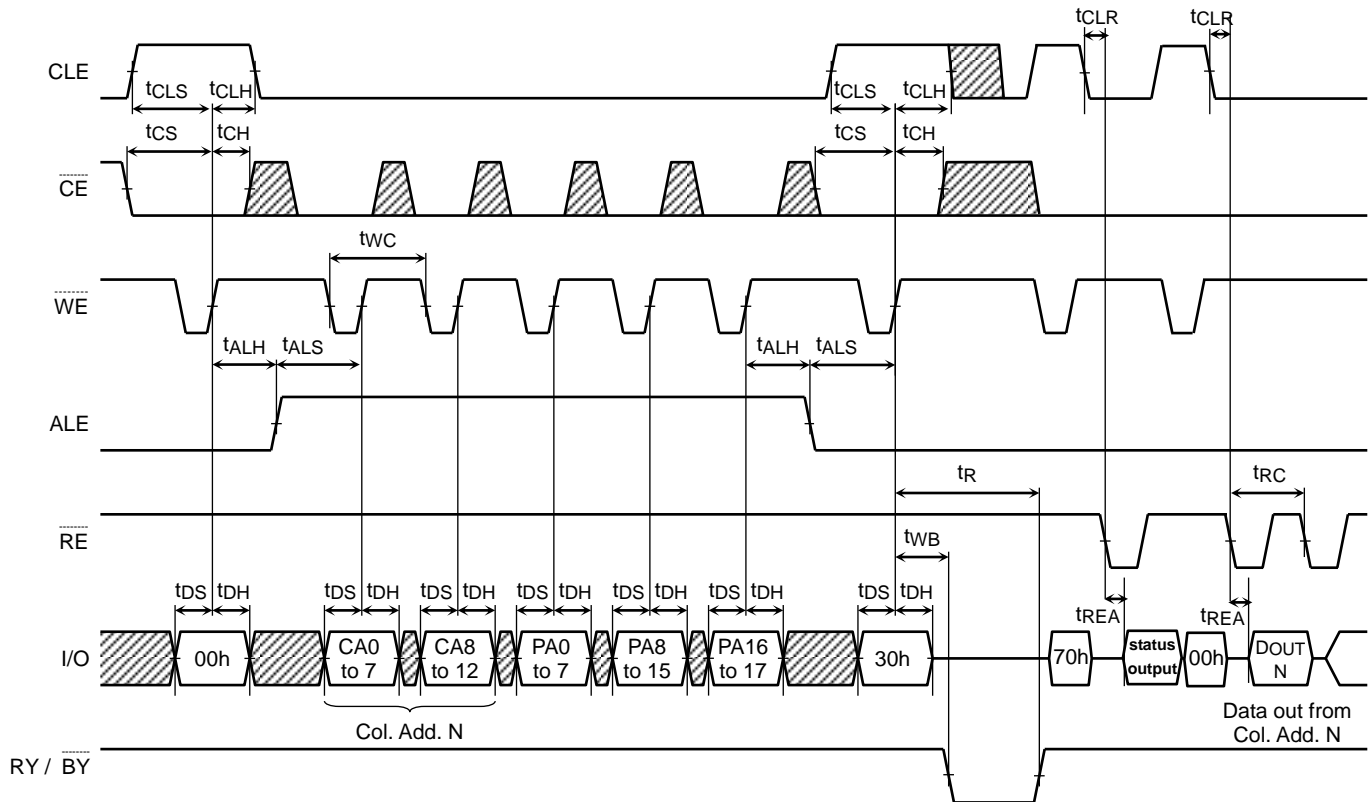 tCLR tCLR
CLE
tCLS tCLH tCLS tCLH
tCS tCH tCS tCH
CE
tWC
WE
tALH tALS tALH tALS
ALE
tR tRC
RE
tWB
tDS tDH tDS tDH tDS tDH tDS tDH tDS tDH tDS tDH tDS tDH
tREA tREA
I/O
00h
CA0 to 7
CA8 to 12
PA0 to 7
PA8 to 15
PA16 to 17
30h
70h
status output
00h
DOUT N
Col. Add. N
Data out from
Col. Add. N
RY / BY